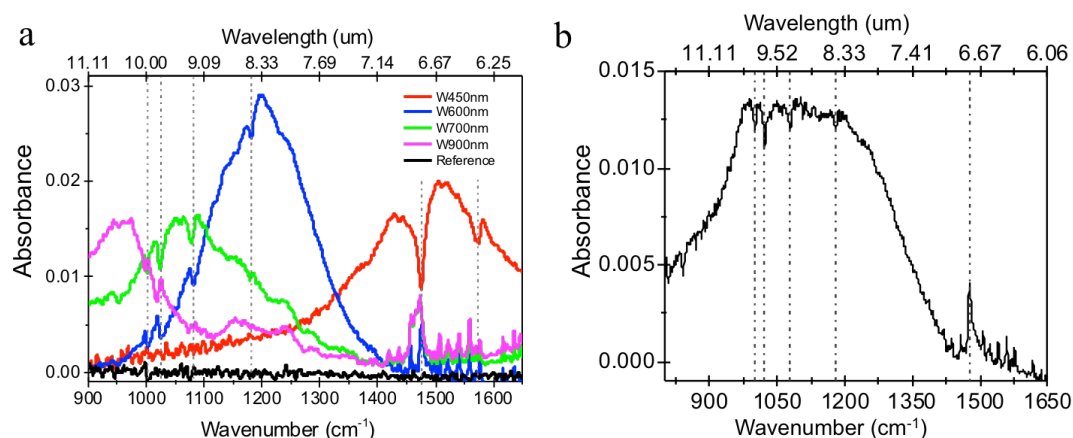 a
Wavelength (um)
11.11 10.00 9.09 8.33 7.69 7.14 6.67 6.25
0.03
0.02
0.01
0.00
Absorbance
W450nm
W600nm
W700nm
W900nm
Reference
900 1000 1100 1200 1300 1400 1500 1600
Wavenumber (cm-1)
b
Wavelength (um)
11.11 9.52 8.33 7.41 6.67 6.06
0.015
0.010
0.005
0.000
Absorbance
900 1050 1200 1350 1500 1650
Wavenumber (cm-1)